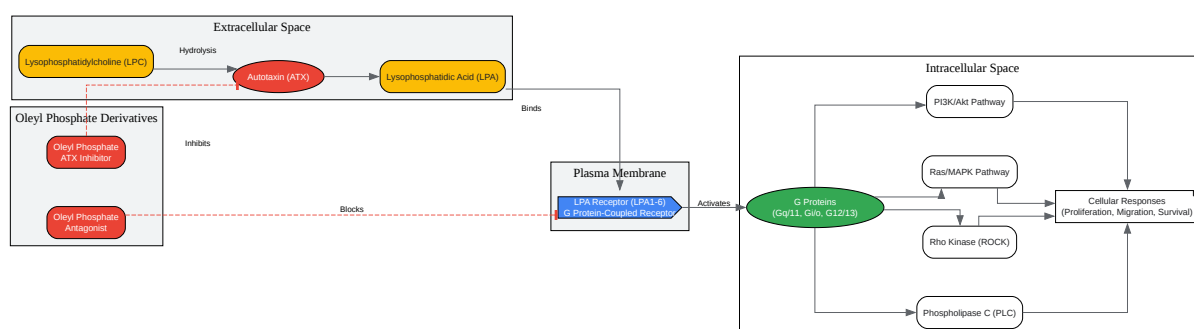 Extracellular Space
Lysophosphatidylcholine (LPC)
Hydrolysis
Autotaxin (ATX)
Lysophosphatidic Acid (LPA)
Oleyl Phosphate Derivatives
Oleyl Phosphate
ATX Inhibitor
Inhibits
Oleyl Phosphate
Antagonist
Blocks
Binds
Plasma Membrane
LPA Receptor (LPA1-6)
G Protein-Coupled Receptor
Activates
Intracellular Space
G Proteins
(Gq/11, Gi/o, G12/13)
PI3K/Akt Pathway
Ras/MAPK Pathway
Rho Kinase (ROCK)
Phospholipase C (PLC)
Cellular Responses
(Proliferation, Migration, Survival)